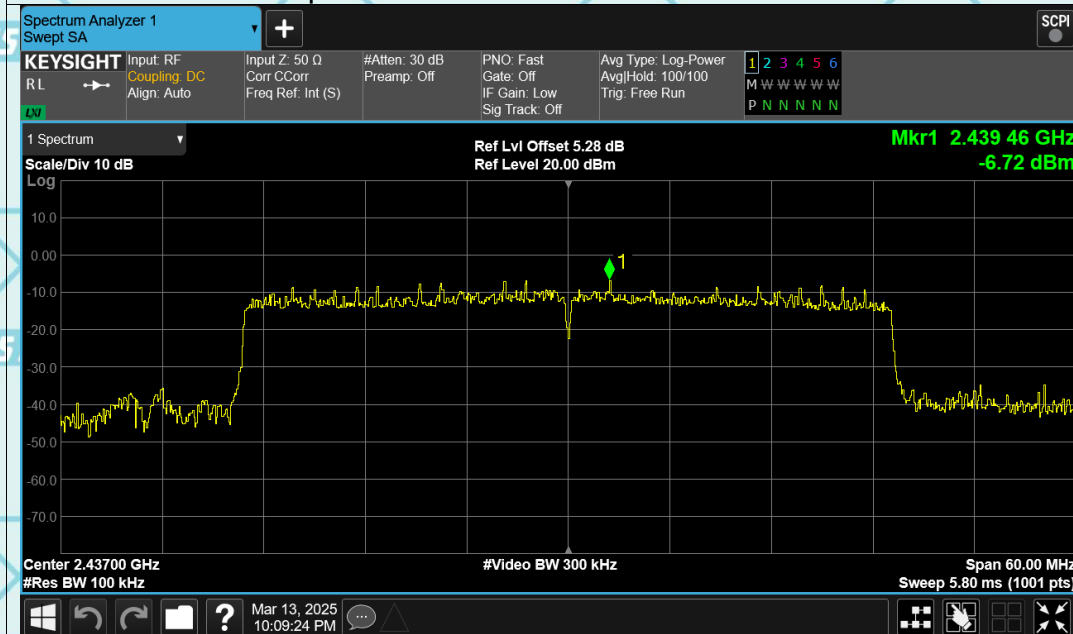 Spectrum Analyzer 1
Swept SA
+
SCPI
KEYSIGHT
R L
LXI
Input: RF
Coupling: DC
Align: Auto
Input Z: 50 Ω
Corr CCorr
Freq Ref: Int (S)
#Atten: 30 dB
Preamp: Off
PNO: Fast
Gate: Off
IF Gain: Low
Sig Track: Off
Avg Type: Log-Power
Avg|Hold: 100/100
Trig: Free Run
1 2 3 4 5 6
M W W W W W
P N N N N N
1 Spectrum
Scale/Div 10 dB
Log
Ref Lvl Offset 5.28 dB
Ref Level 20.00 dBm
Mkr1 2.439 46 GHz
-6.72 dBm
10.0
0.00
1
-10.0
-20.0
-30.0
-40.0
-50.0
-60.0
-70.0
Center 2.43700 GHz
#Video BW 300 kHz
Span 60.00 MHz
#Res BW 100 kHz
Sweep 5.80 ms (1001 pts)
?
Mar 13, 2025
10:09:24 PM